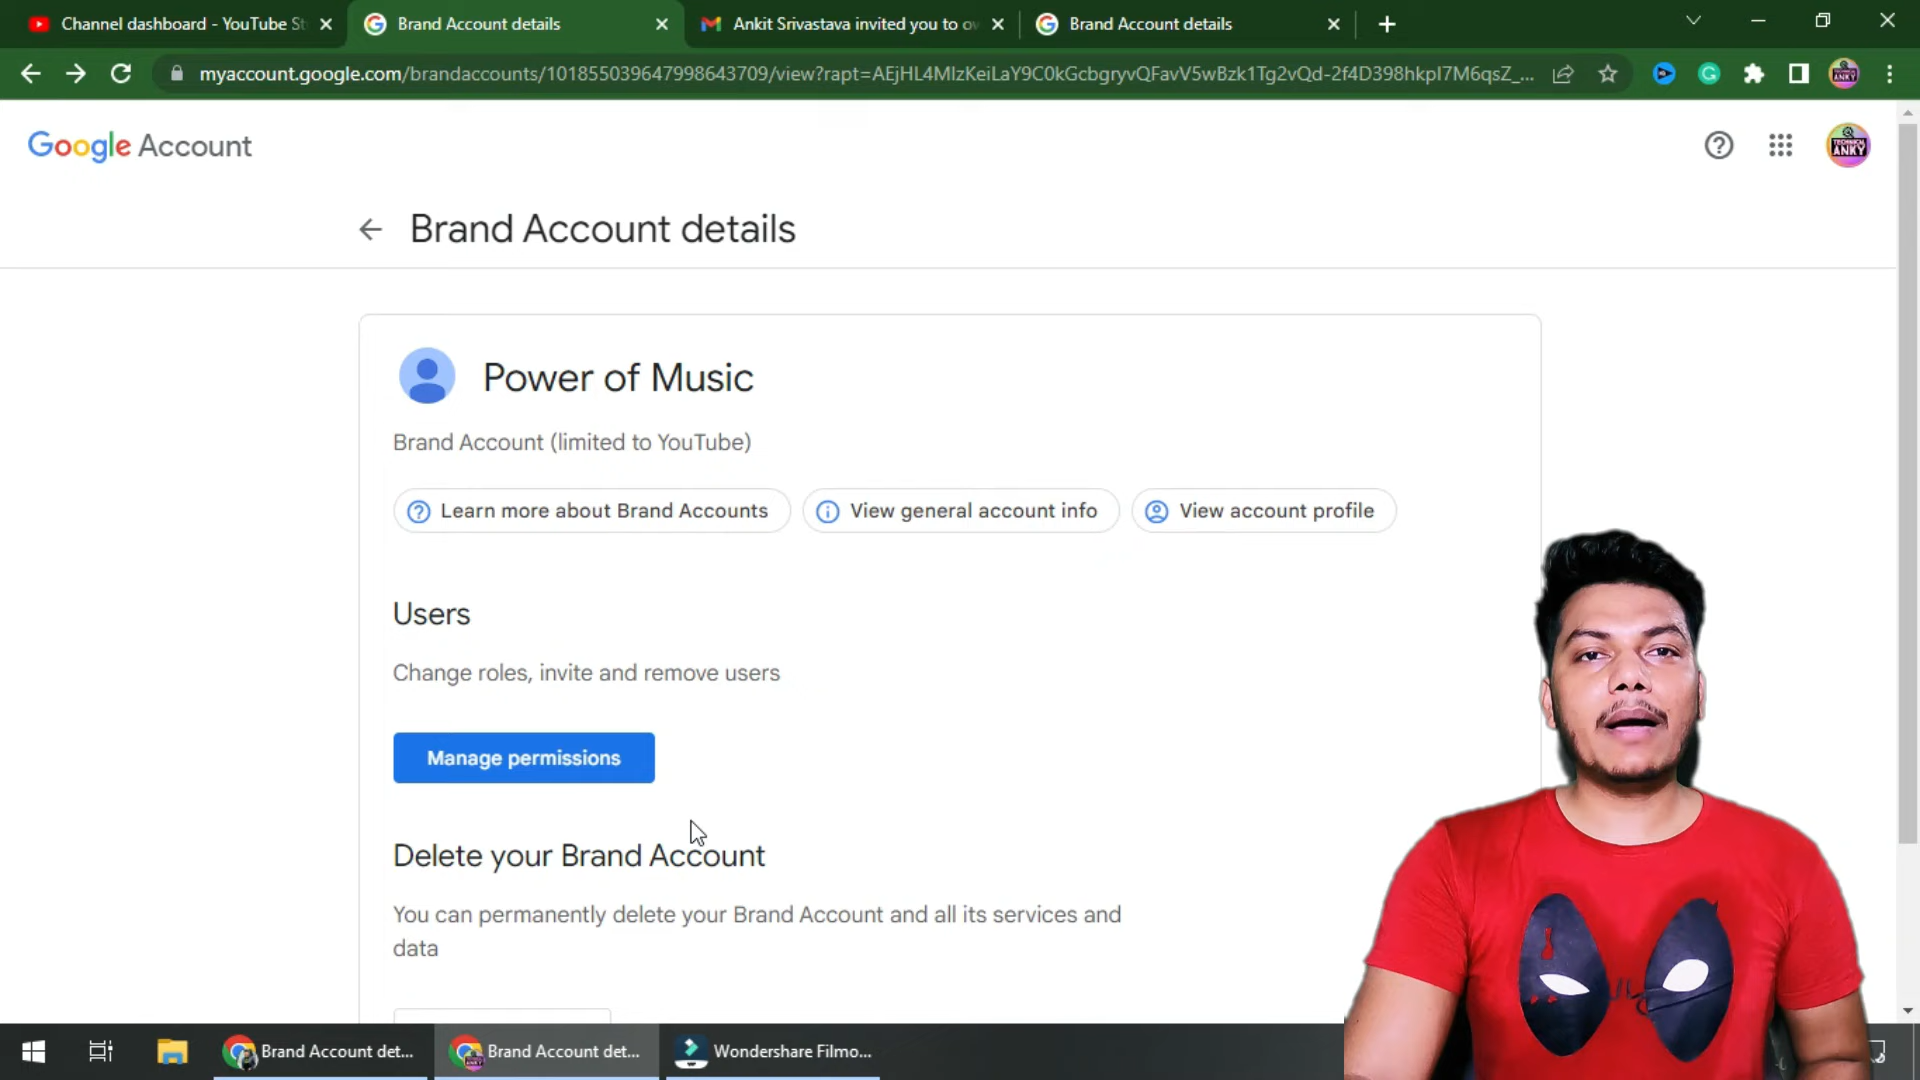 Channel dashboard - YouTube St
Brand Account details
Ankit Srivastava invited you to ov
Brand Account details
myaccount.google.com/brandaccounts/101855039647998643709/view?rapt=AEjHL4MIzKeiLaY9C0kGcbgryvQFavV5wBzk1Tg2vQd-2f4D398hkpI7M6qsZ_...
Google Account
TECHNICAL
ANKY
Brand Account details
Power of Music
Brand Account (limited to YouTube)
Learn more about Brand Accounts
View general account info
View account profile
Users
Change roles, invite and remove users
Manage permissions
Delete your Brand Account
You can permanently delete your Brand Account and all its services and
data
Brand Account det...
Brand Account det...
Wondershare Filmo...